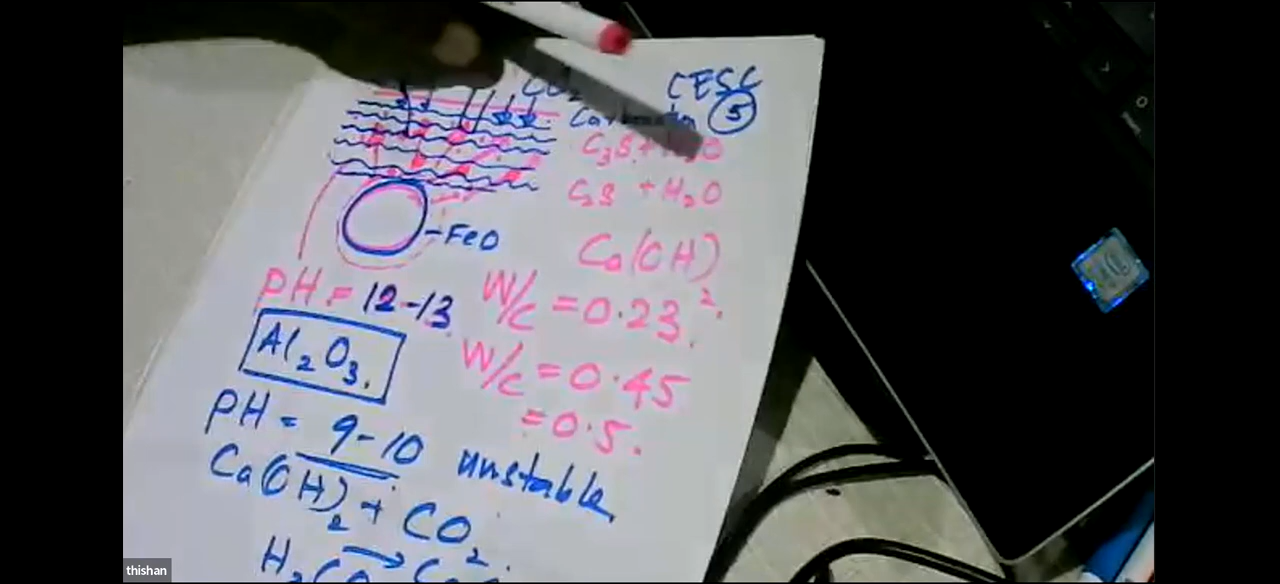 CO2 CESC
5
C3S + H2O
C2S + H2O
FeO
Ca(OH)2
PH = 12-13
W/C = 0.23.
Al2O3.
W/C = 0.45
= 0.5.
PH = 9-10 unstable
Ca(OH)2 + CO2
thishan